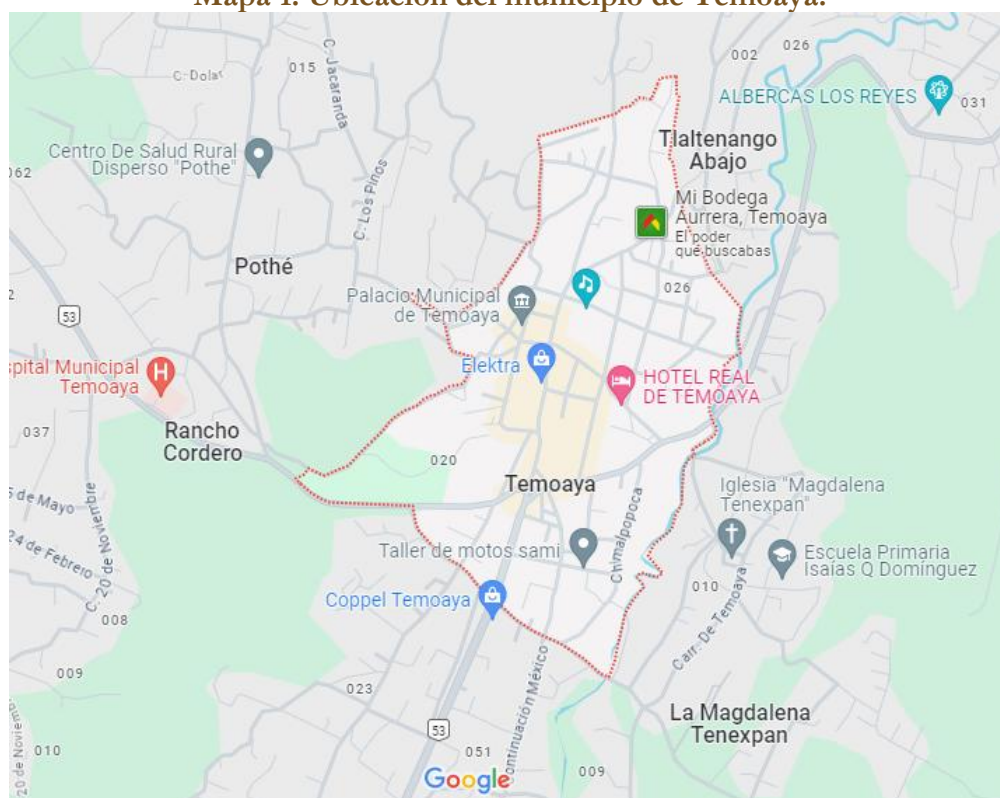 Mapa 1. Ubicación del municipio de Temoaya.
026
002
015
C. Dolar
C. Jacaranda
ALBERCAS LOS REYES
031
Tlaltenango
Abajo
Centro De Salud Rural
Disperso "Pothe"
062
C. Los Pinos
Mi Bodega
Aurrera, Temoaya
El poder
que buscabas
Pothé
026
Palacio Municipal
de Temoaya
2
53
Elektra
spital Municipal
Temoaya
H
HOTEL REAL
DE TEMOAYA
037
Rancho
Cordero
020
Temoaya
Iglesia "Magdalena
Tenexpan"
5 de Mayo
24 de Febrero
C. 20 de Noviembre
Chimalpopoca
Taller de motos sami
Escuela Primaria
Isaias Q Dominguez
010
Coppel Temoaya
Carr. De Temoaya
008
009
023
Continuación México
La Magdalena
Tenexpan
53
20 de Noviemb
010
051
009
Google